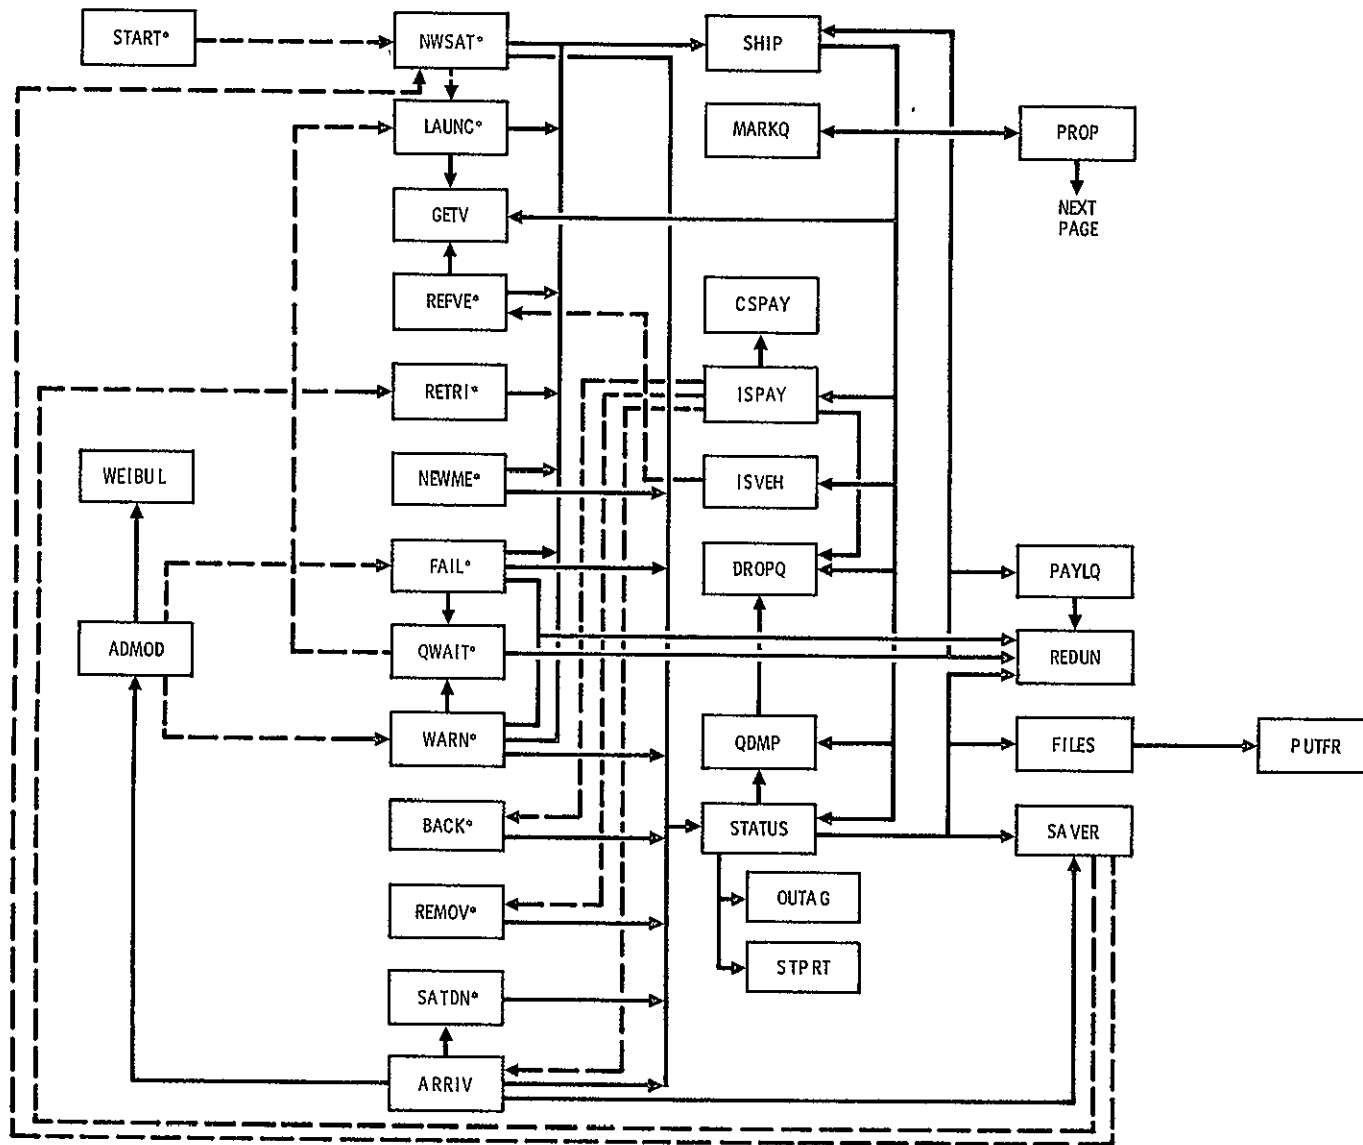 START*
NWSAT*
SHIP
LAUNC*
MARKQ
PROP
GETV
NEXT
PAGE
REFVE*
CSPAY
RETRI*
ISPAY
WEIBUL
NEWME*
ISVEH
FAIL*
DROPQ
PAYLQ
ADMOD
QWAIT*
REDUN
WARN*
QDMP
FILES
PUTFR
BACK*
STATUS
SAVER
REMOV*
OUTAG
STPRT
SATDN*
ARRIV